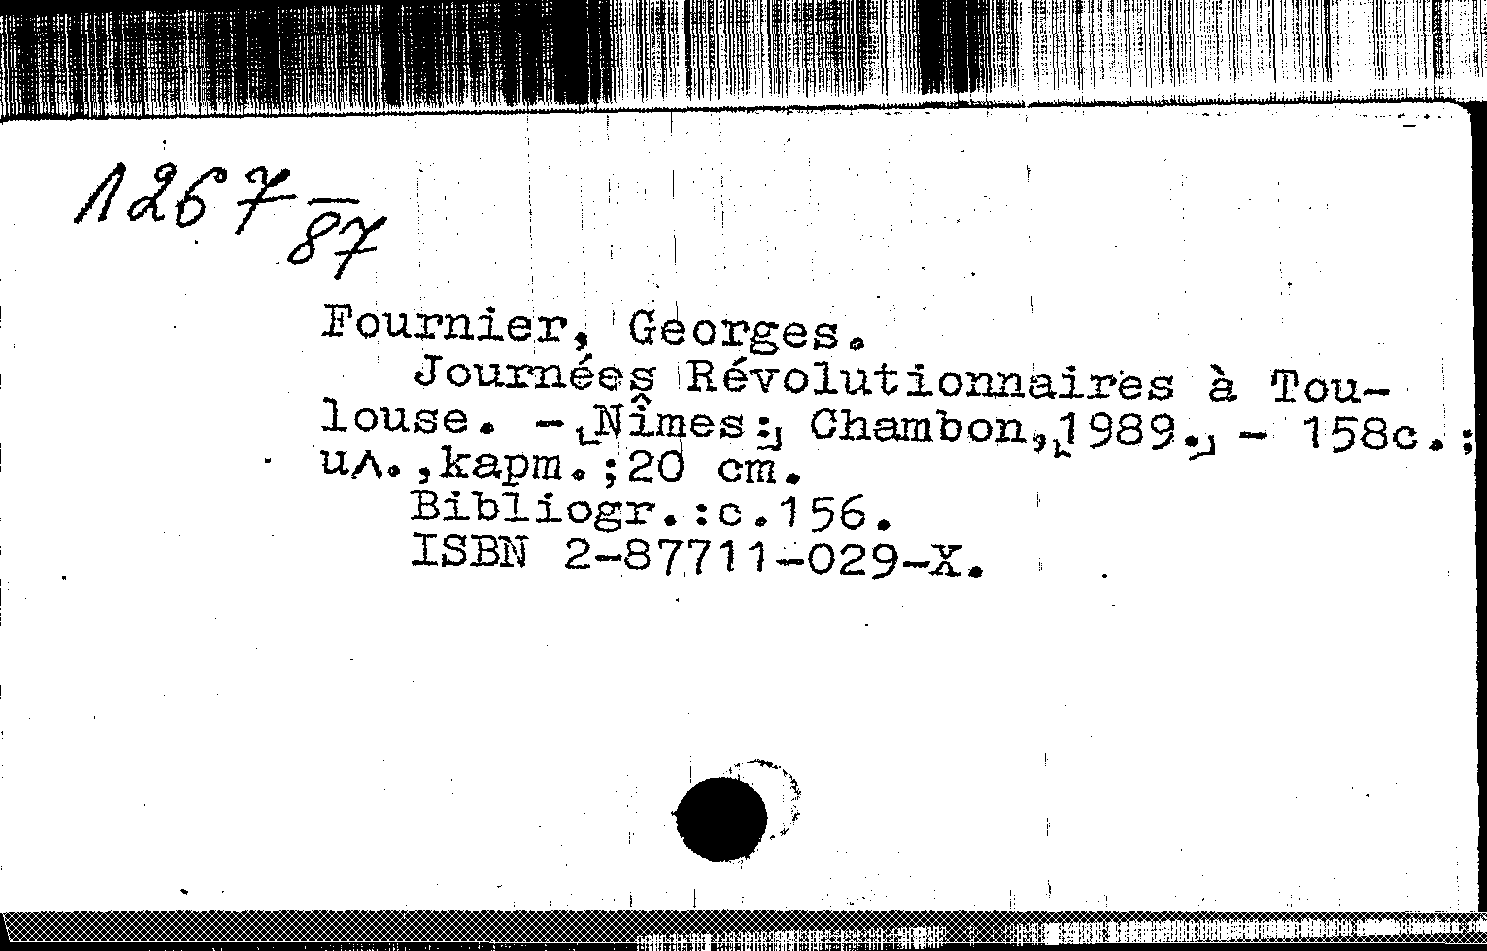 1267
87
Fournier, Georges.
Journées Révolutionnaires à Tou-
louse. - [Nîmes:] Chambon,[1989.] - 158c.;
ил.,карт.;20 cm.
Bibliogr.:c.156.
ISBN 2-87711-029-X.